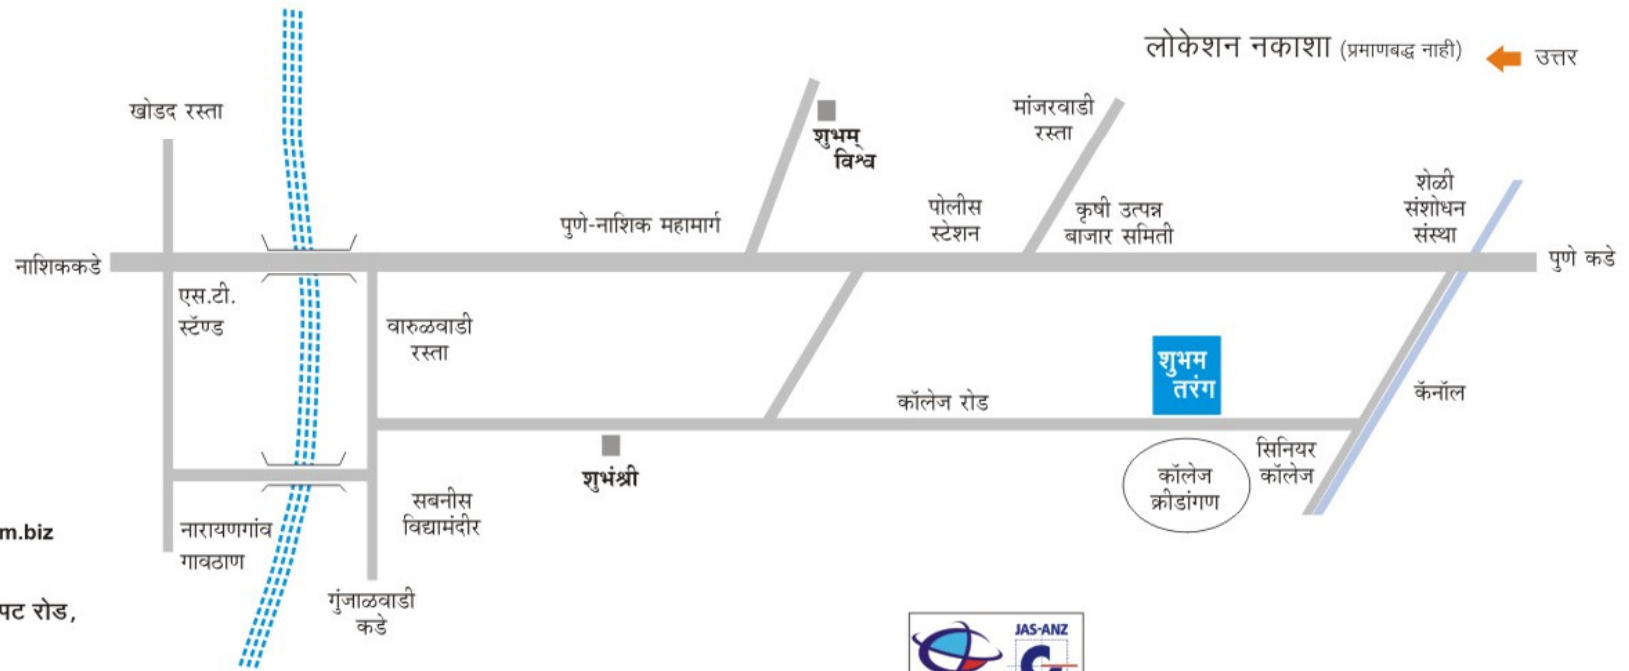 लोकेशन नकाशा (प्रमाणबद्ध नाही)
उत्तर
खोडद रस्ता
शुभम्
विश्व
मांजरवाडी
रस्ता
शेळी
संशोधन
संस्था
पुणे-नाशिक महामार्ग
पोलीस
स्टेशन
कृषी उत्पन्न
बाजार समिती
नाशिककडे
पुणे कडे
एस.टी.
स्टॅण्ड
वारुळवाडी
रस्ता
शुभम
तरंग
कॉलेज रोड
कॅनॉल
शुभंश्री
सिनियर
कॉलेज
कॉलेज
क्रीडांगण
सबनीस
विद्यामंदीर
नारायणगांव
गावठाण
m.biz
गुंजाळवाडी
कडे
पट रोड,
JAS-ANZ